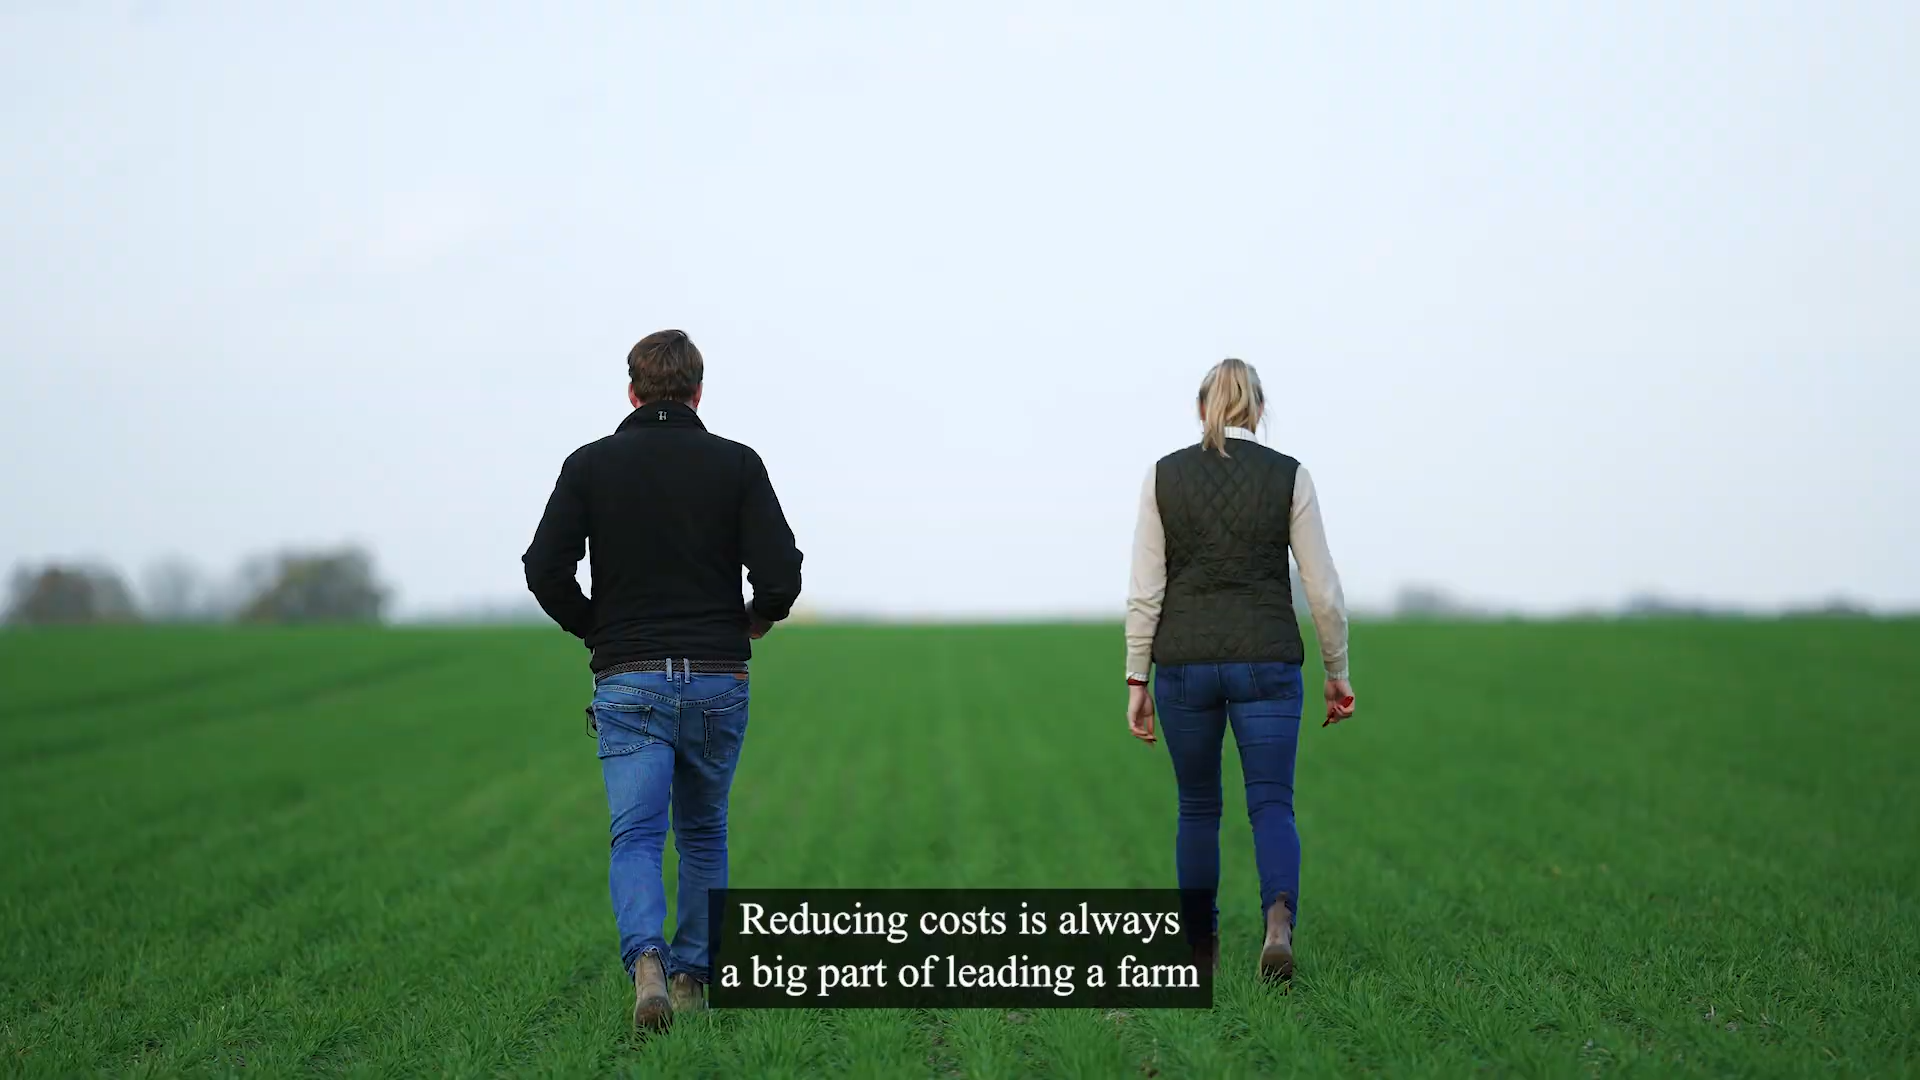 Reducing costs is always
a big part of leading a farm